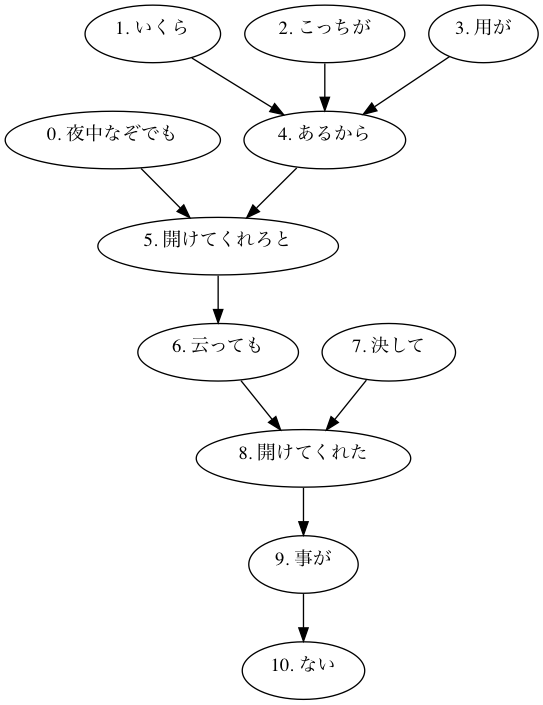 1. いくら
2. こっちが
3. 用が
0. 夜中なぞでも
4. あるから
5. 開けてくれろと
6. 云っても
7. 決して
8. 開けてくれた
9. 事が
10. ない